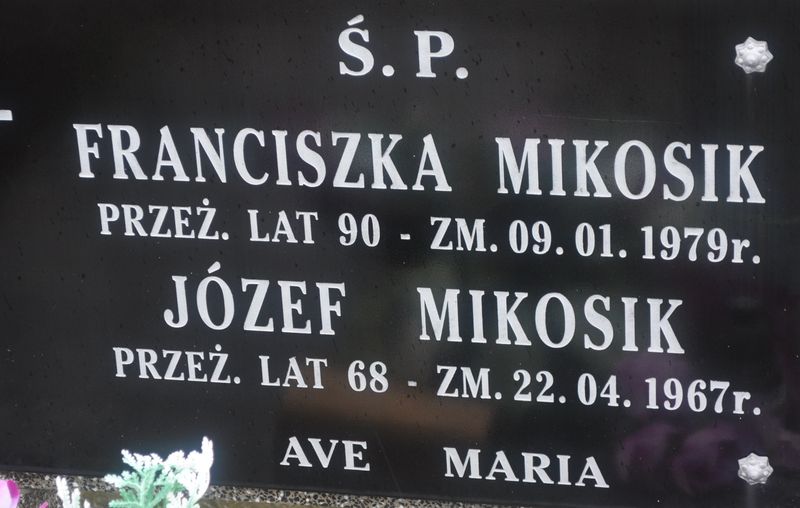 Ś. P.
FRANCISZKA MIKOSIK
PRZEŻ. LAT 90 - ZM. 09. 01. 1979r.
JÓZEF MIKOSIK
PRZEŻ. LAT 68 - ZM. 22. 04. 1967r.
AVE MARIA